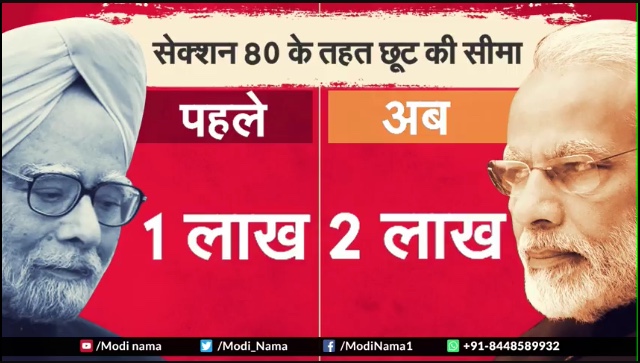 सेक्शन 80 के तहत छूट की सीमा
पहले
अब
1 लाख
2 लाख
/Modi nama /Modi_Nama /ModiNama1 +91-8448589932